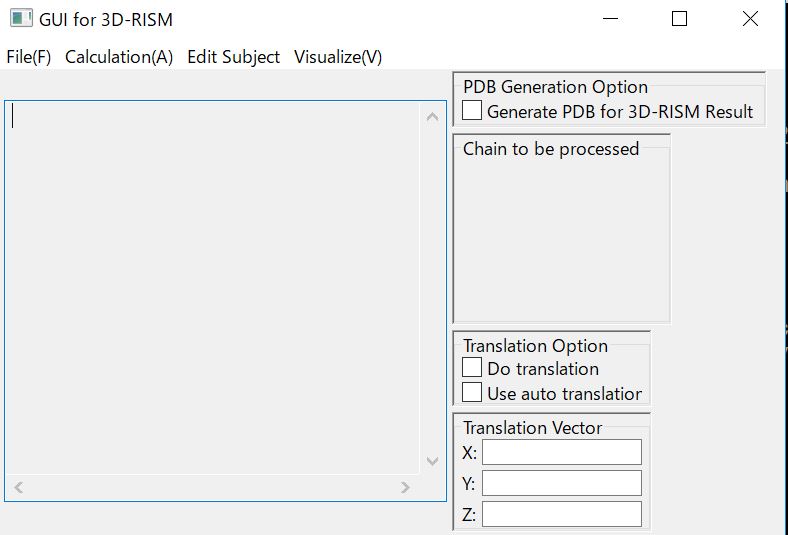 GUI for 3D-RISM
File(F) Calculation(A) Edit Subject Visualize(V)
PDB Generation Option
Generate PDB for 3D-RISM Result
Chain to be processed
Translation Option
Do translation
Use auto translation
Translation Vector
X:
Y:
Z: